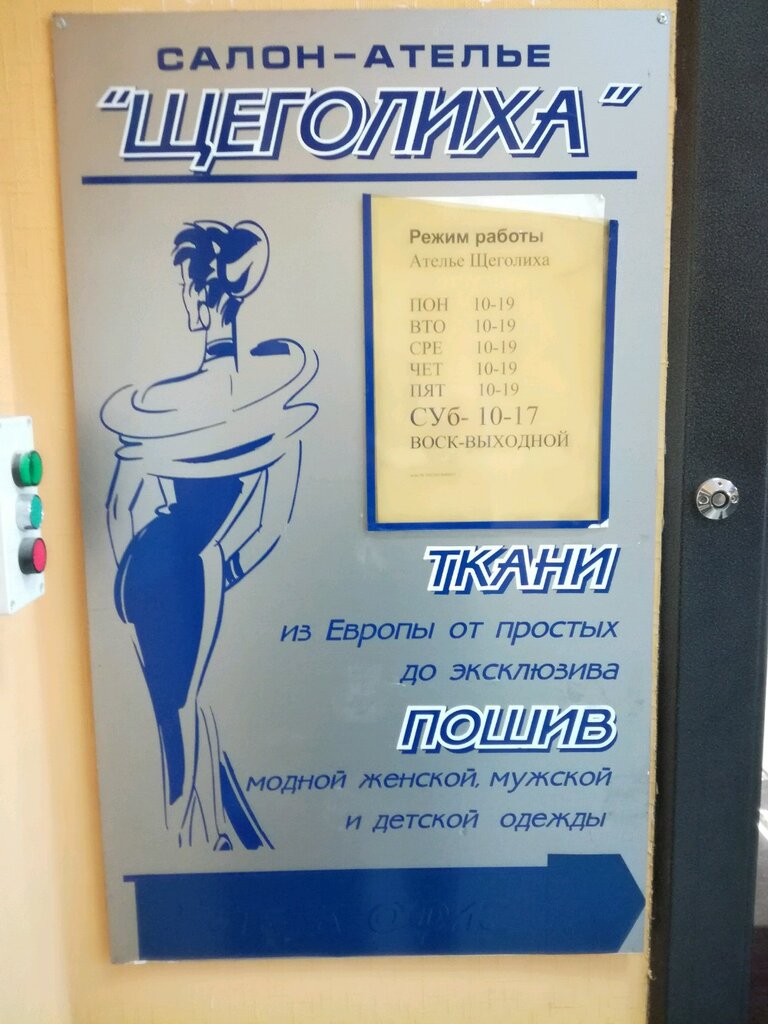 САЛОН-АТЕЛЬЕ
"ЩЕГОЛИХА"
Режим работы
Ателье Щеголиха
ПОН 10-19
ВТО 10-19
СРЕ 10-19
ЧЕТ 10-19
ПЯТ 10-19
СУб- 10-17
ВОСК-ВЫХОДНОЙ
ТКАНИ
из Европы от простых
до эксклюзива
ПОШИВ
модной женской, мужской
и детской одежды